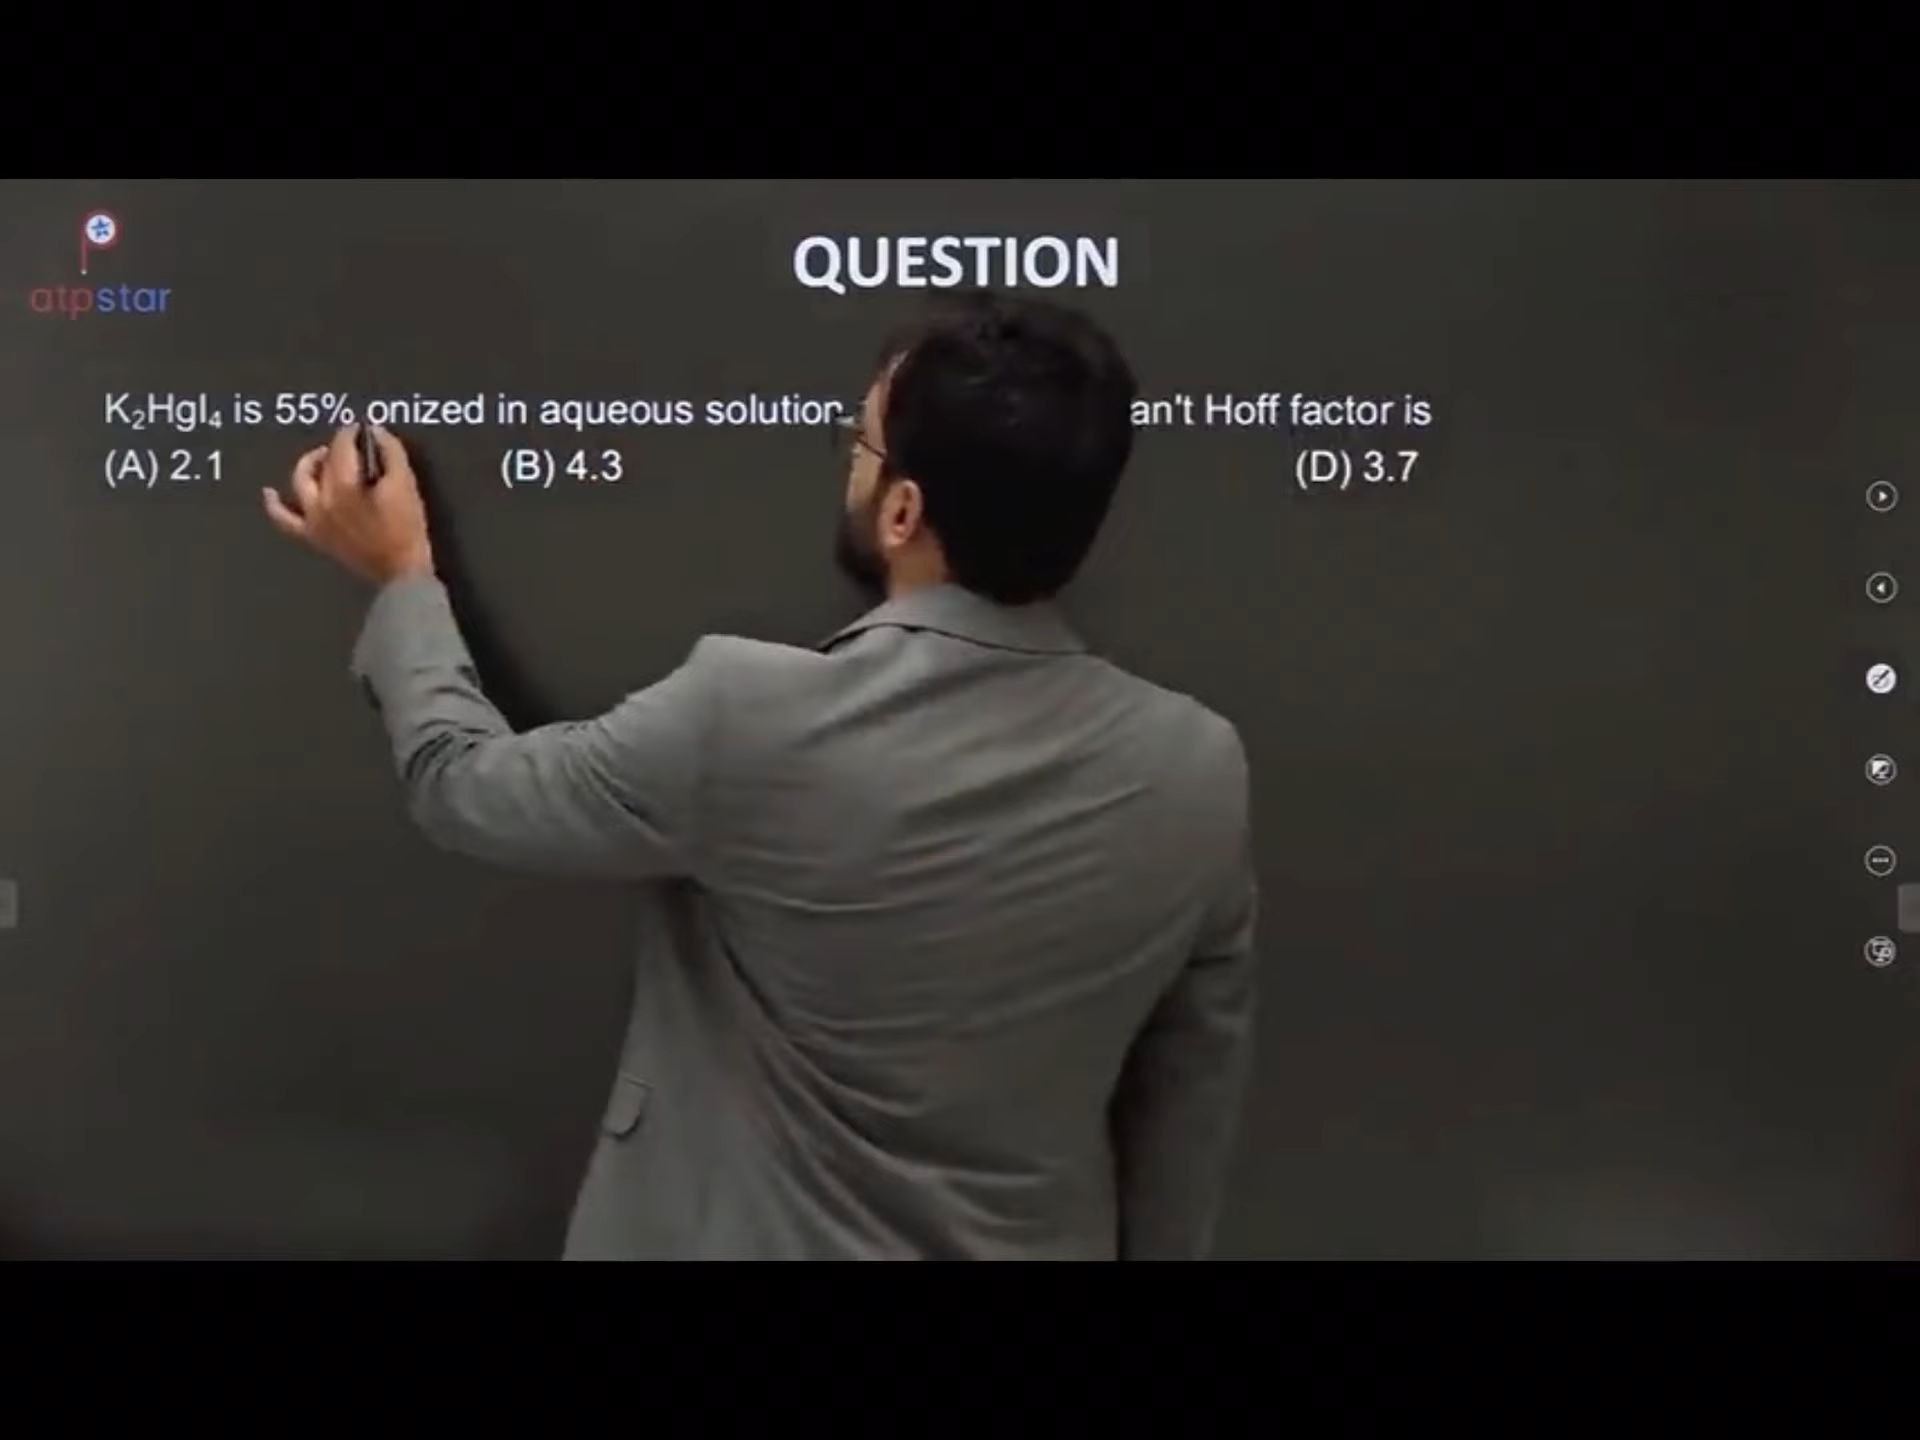 atpstar
QUESTION
K₂HgI₄ is 55% onized in aqueous solution an't Hoff factor is
(A) 2.1 (B) 4.3 (D) 3.7